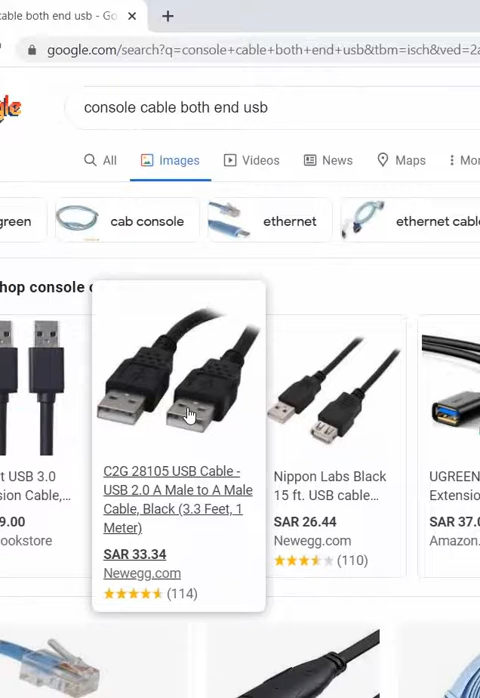 cable both end usb - Go
google.com/search?q=console+cable+both+end+usb&tbm=isch&ved=2a
gle
console cable both end usb
All Images Videos News Maps Mor
green cab console ethernet ethernet cable
hop console c
t USB 3.0
sion Cable,...
9.00
ookstore
C2G 28105 USB Cable -
USB 2.0 A Male to A Male
Cable, Black (3.3 Feet, 1
Meter)
SAR 33.34
Newegg.com
(114)
Nippon Labs Black
15 ft. USB cable...
SAR 26.44
Newegg.com
(110)
UGREEN
Extensio
SAR 37.0
Amazon.